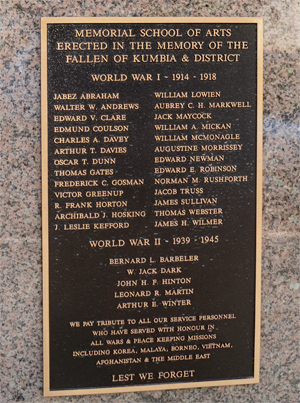 MEMORIAL SCHOOL OF ARTS
ERECTED IN THE MEMORY OF THE
FALLEN OF KUMBIA & DISTRICT
WORLD WAR I - 1914 - 1918
JABEZ ABRAHAM
WALTER W. ANDREWS
EDWARD V. CLARE
EDMUND COULSON
CHARLES A. DAVEY
ARTHUR T. DAVIES
OSCAR T. DUNN
THOMAS GATES
FREDERICK C. GOSMAN
VICTOR GREENUP
R. FRANK HORTON
ARCHIBALD J. HOSKING
J. LESLIE KEFFORD
WILLIAM LOWIEN
AUBREY C. H. MARKWELL
JACK MAYCOCK
WILLIAM A. MICKAN
WILLIAM MCMONAGLE
AUGUSTINE MORRISSEY
EDWARD NEWMAN
EDWARD E. ROBINSON
NORMAN M. RUSHFORTH
JACOB TRUSS
JAMES SULLIVAN
THOMAS WEBSTER
JAMES H. WILMER
WORLD WAR II - 1939 - 1945
BERNARD L. BARBELER
W. JACK DARK
JOHN H. F. HINTON
LEONARD R. MARTIN
ARTHUR E. WINTER
WE PAY TRIBUTE TO ALL OUR SERVICE PERSONNEL
WHO HAVE SERVED WITH HONOUR IN
ALL WARS & PEACE KEEPING MISSIONS
INCLUDING KOREA, MALAYA, BORNEO, VIETNAM,
AFGHANISTAN & THE MIDDLE EAST
LEST WE FORGET